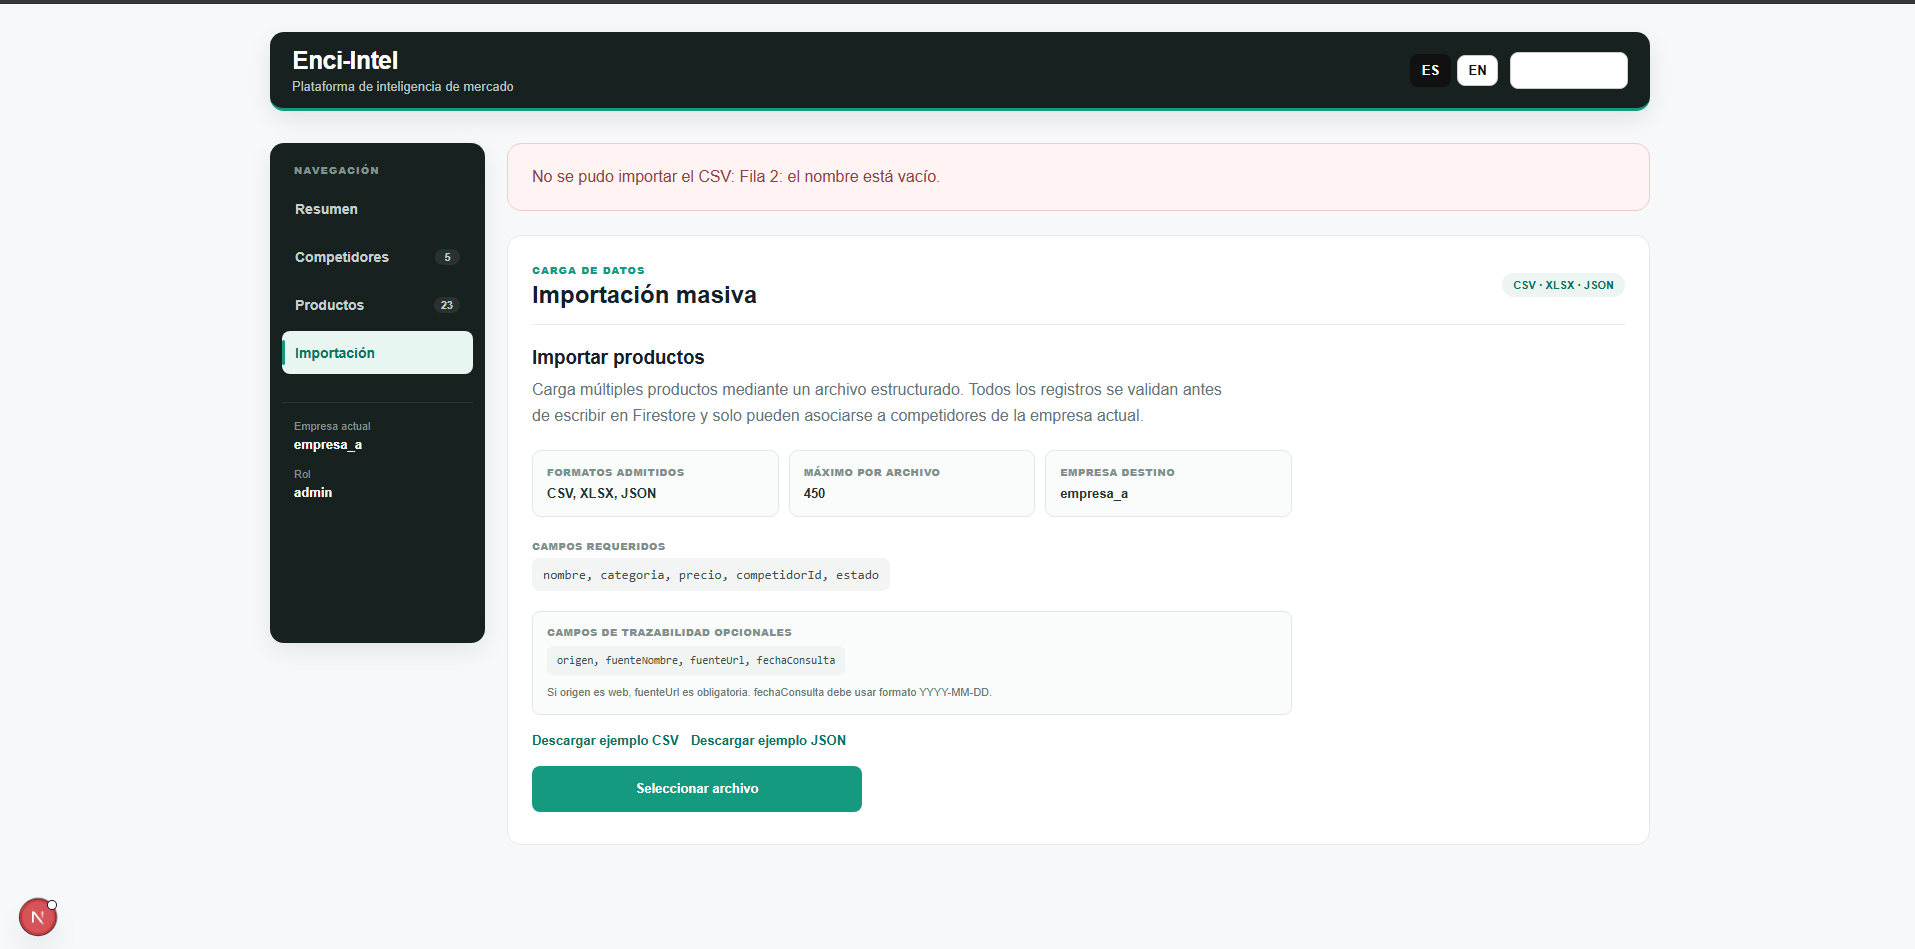 Enci-Intel
Plataforma de inteligencia de mercado
ES
EN
NAVEGACIÓN
Resumen
Competidores 5
Productos 23
Importación
Empresa actual
empresa_a
Rol
admin
No se pudo importar el CSV: Fila 2: el nombre está vacío.
CARGA DE DATOS
Importación masiva
CSV · XLSX · JSON
Importar productos
Carga múltiples productos mediante un archivo estructurado. Todos los registros se validan antes
de escribir en Firestore y solo pueden asociarse a competidores de la empresa actual.
FORMATOS ADMITIDOS
CSV, XLSX, JSON
MÁXIMO POR ARCHIVO
450
EMPRESA DESTINO
empresa_a
CAMPOS REQUERIDOS
nombre, categoria, precio, competidorId, estado
CAMPOS DE TRAZABILIDAD OPCIONALES
origen, fuenteNombre, fuenteUrl, fechaConsulta
Si origen es web, fuenteUrl es obligatoria. fechaConsulta debe usar formato YYYY-MM-DD.
Descargar ejemplo CSV Descargar ejemplo JSON
Seleccionar archivo
N